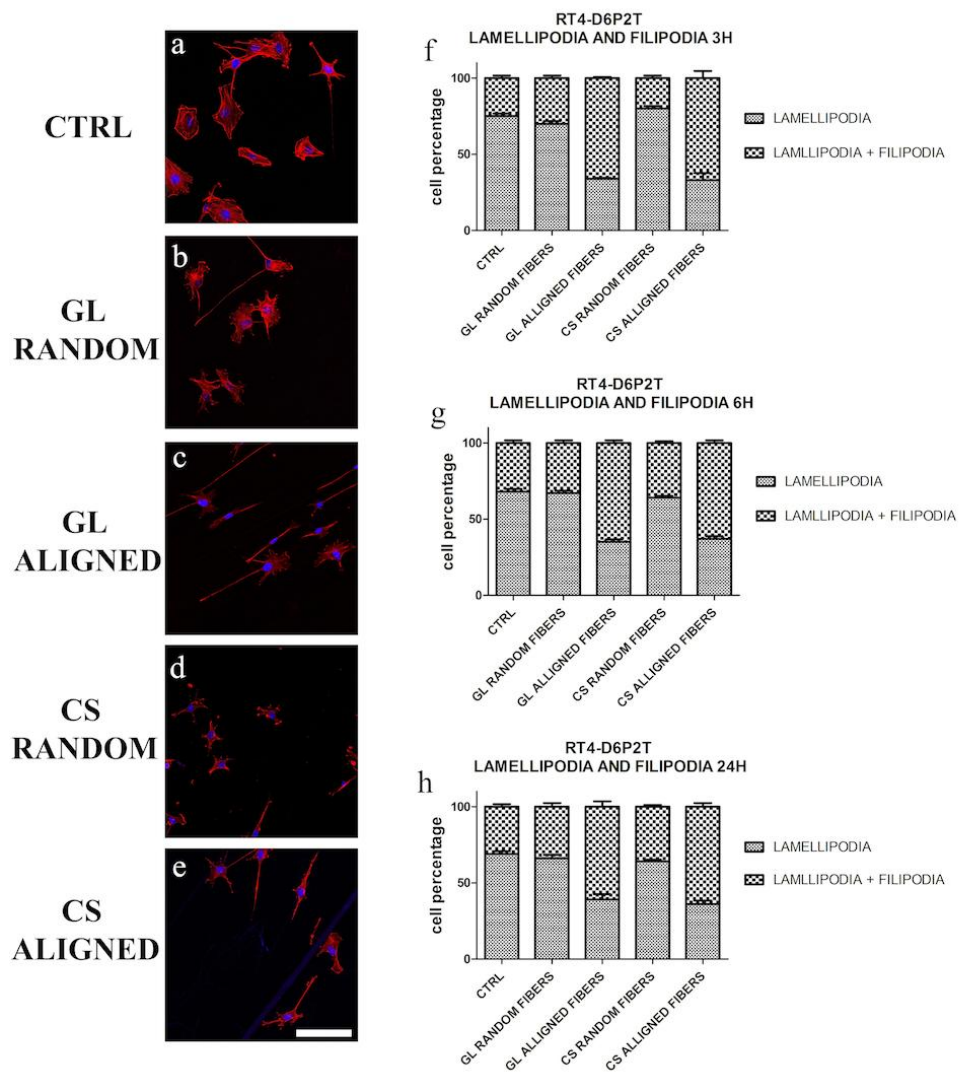 a
CTRL
b
GL
RANDOM
c
GL
ALIGNED
d
CS
RANDOM
e
CS
ALIGNED
f
RT4-D6P2T
LAMELLIPODIA AND FILIPODIA 3H
cell percentage
100
50
0
CTRL
GL RANDOM FIBERS
GL ALLIGNED FIBERS
CS RANDOM FIBERS
CS ALIGNED FIBERS
LAMELLIPODIA
LAMLLIPODIA + FILIPODIA
g
RT4-D6P2T
LAMELLIPODIA AND FILIPODIA 6H
cell percentage
100
50
0
CTRL
GL RANDOM FIBERS
GL ALIGNED FIBERS
CS RANDOM FIBERS
CS ALLIGNED FIBERS
LAMELLIPODIA
LAMLLIPODIA + FILIPODIA
h
RT4-D6P2T
LAMELLIPODIA AND FILIPODIA 24H
cell percentage
100
50
0
CTRL
GL RANDOM FIBERS
GL ALLIGNED FIBERS
CS RANDOM FIBERS
CS ALIGNED FIBERS
LAMELLIPODIA
LAMLLIPODIA + FILIPODIA